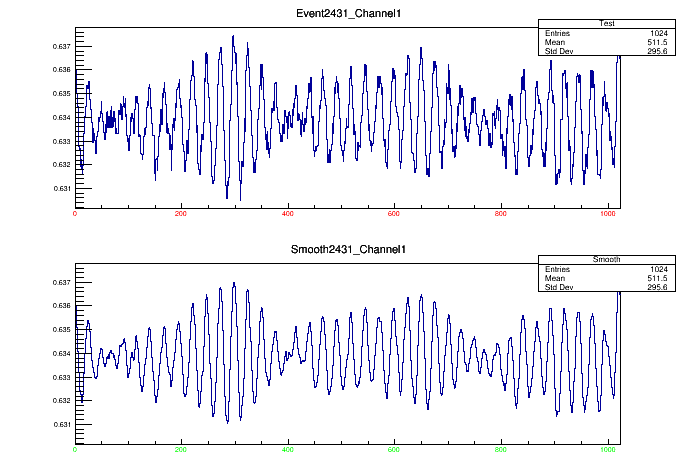 Event2431_Channel1
Test
Entries 1024
Mean 511.5
Std Dev 295.6
0.637
0.636
0.635
0.634
0.633
0.632
0.631
0 200 400 600 800 1000
Smooth2431_Channel1
Smooth
Entries 1024
Mean 511.5
Std Dev 295.6
0.637
0.636
0.635
0.634
0.633
0.632
0.631
0 200 400 600 800 1000